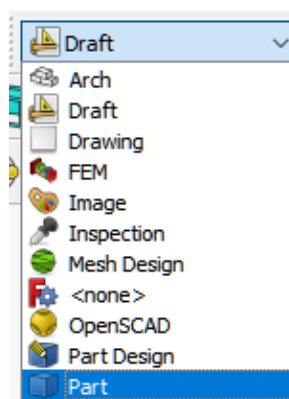 Draft
Arch
Draft
Drawing
FEM
Image
Inspection
Mesh Design
<none>
OpenSCAD
Part Design
Part